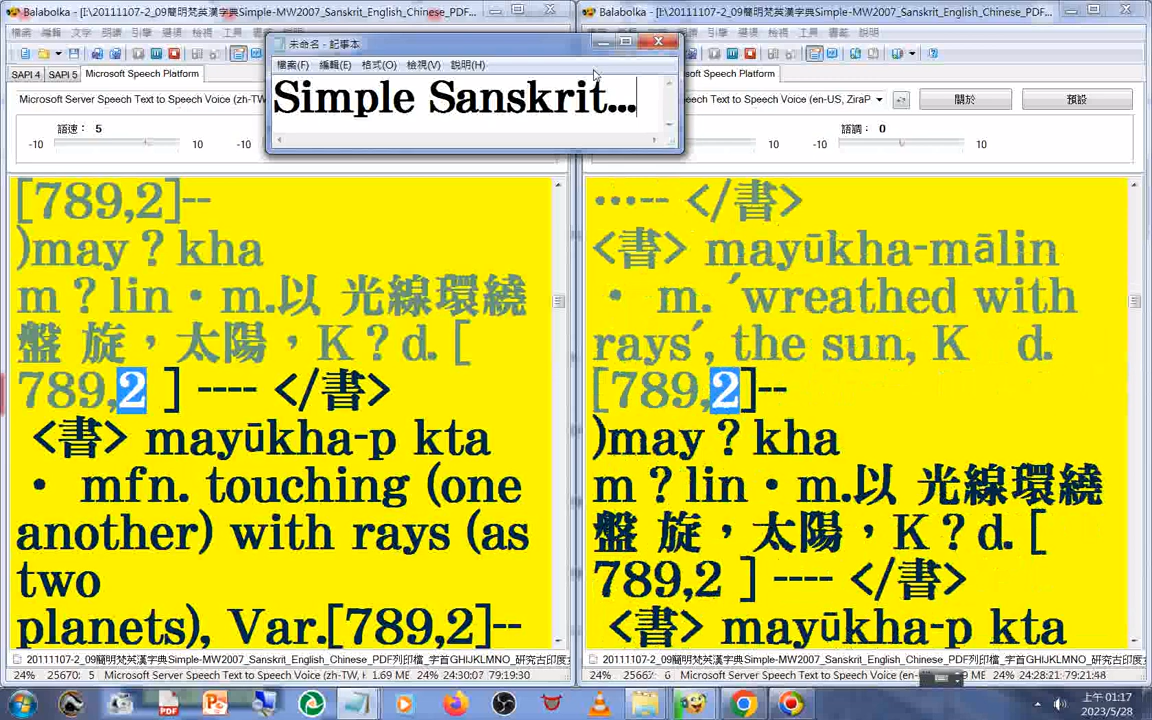 Balabolka - [I:\20111107-2_09簡明梵英漢字典Simple-MW2007_Sanskrit_English_Chinese_PDF...
SAPI 4 SAPI 5 Microsoft Speech Platform
Microsoft Server Speech Text to Speech Voice (zh-TW
語速： 5
-10 10 -10
[789,2]--
)may？kha
m？lin•m.以 光線環繞
盤 旋，太陽，K？d.［
789,2 ］---- </書>
<書> mayūkha-p kta
• mfn. touching (one
another) with rays (as
two
planets), Var.[789,2]--
20111107-2_09簡明梵英漢字典Simple-MW2007_Sanskrit_English_Chinese_PDF列印檔_字首GHIJKLMNO_研究古印度
24% 25670: 5 Microsoft Server Speech Text to Speech Voice (zh-TW, 1.69 MB 24% 24:30:07 79:19:30
未命名 - 記事本
檔案(F) 編輯(E) 格式(O) 檢視(V) 說明(H)
Simple Sanskrit...
Balabolka - [I:\20111107-2_09簡明梵英漢字典Simple-MW2007_Sanskrit_English_Chinese_PDF...
Speech Platform
Speech Text to Speech Voice (en-US, ZiraP 關於 預設
語調： 0
10 -10 10
…-- </書>
<書> mayūkha-mālin
• m. ´wreathed with
rays´, the sun, K d.
[789,2]--
)may？kha
m？lin•m.以 光線環繞
盤 旋，太陽，K？d.［
789,2 ］---- </書>
<書> mayūkha-p kta
20111107-2_09簡明梵英漢字典Simple-MW2007_Sanskrit_English_Chinese_PDF列印檔_字首GHIJKLMNO_研究古印度
24% 25667: 6 Microsoft Server Speech Text to Speech Voice 24% 24:28:21 79:21:48
上午 01:17
2023/5/28